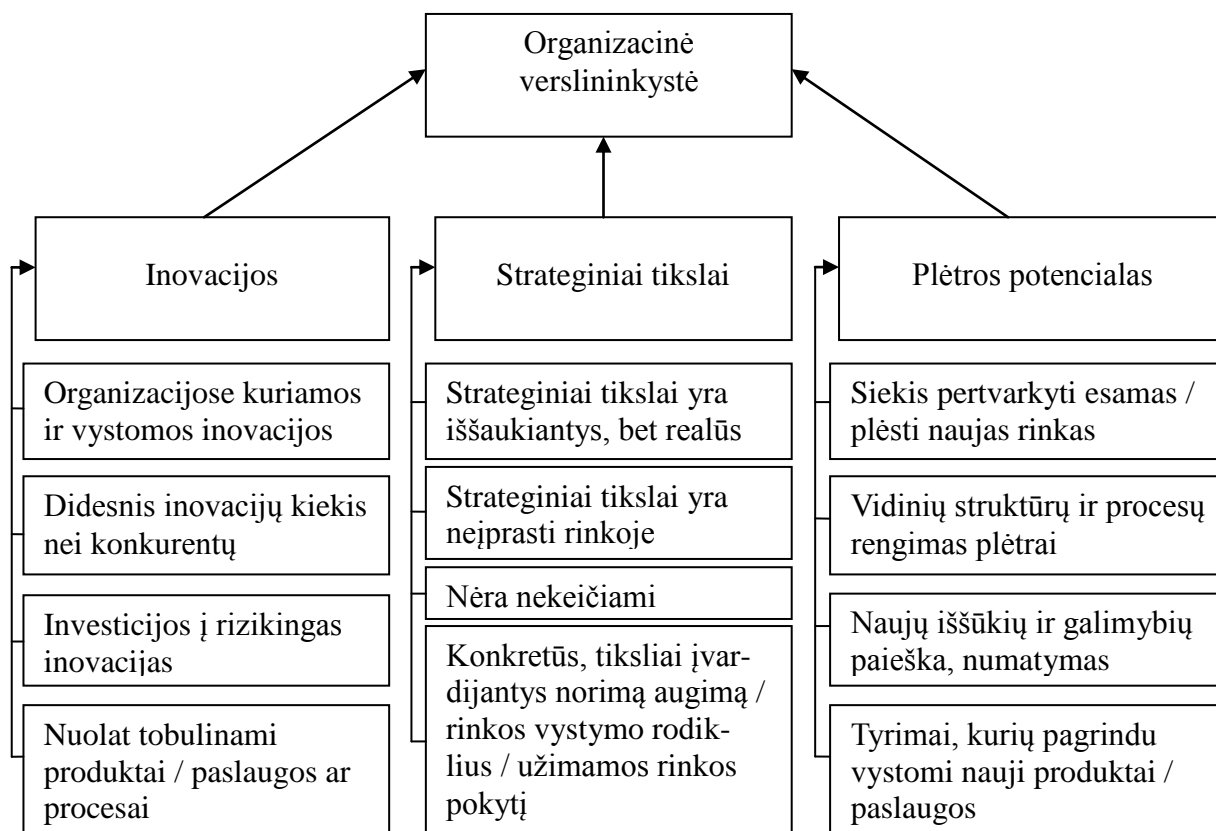 Organizacinė
verslininkystė
Inovacijos
Organizacijose kuriamos
ir vystomos inovacijos
Didesnis inovacijų kiekis
nei konkurentų
Investicijos į rizikingas
inovacijas
Nuolat tobulinami
produktai / paslaugos ar
procesai
Strateginiai tikslai
Strateginiai tikslai yra
iššaukiantys, bet realūs
Strateginiai tikslai yra
neįprasti rinkoje
Nėra nekeičiami
Konkretūs, tiksliai įvar-
dijantys norimą augimą /
rinkos vystymo rodik-
lius / užimamos rinkos
pokytį
Plėtros potencialas
Siekis pertvarkyti esamas /
plėsti naujas rinkas
Vidinių struktūrų ir procesų
rengimas plėtrai
Naujų iššūkių ir galimybių
paieška, numatymas
Tyrimai, kurių pagrindu
vystomi nauji produktai /
paslaugos